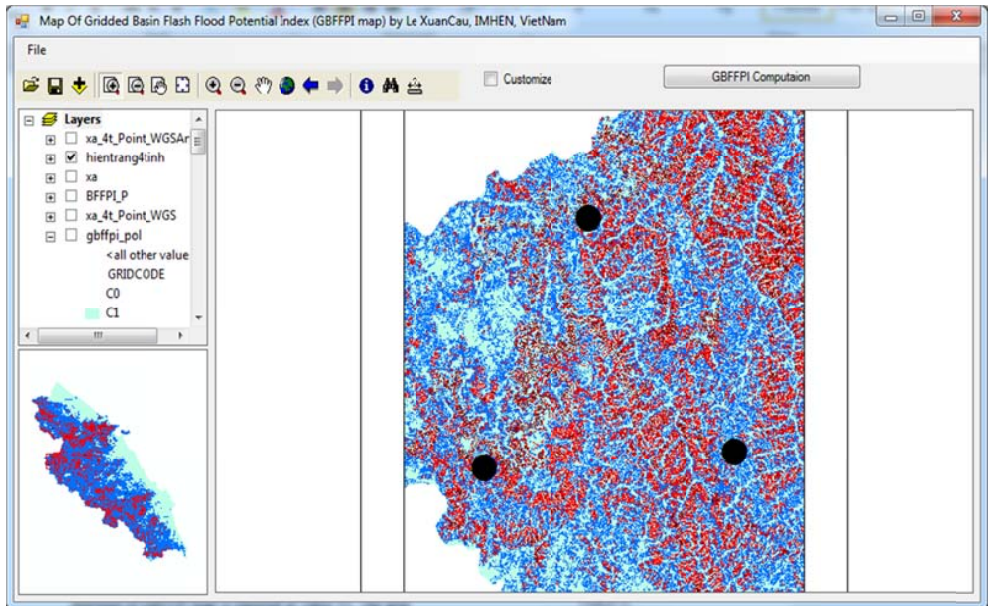 Map Of Gridded Basin Flash Flood Potential Index (GBFFPI map) by Le XuanCau, IMHEN, VietNam
File
Customize
GBFFPI Computaion
Layers
xa_4t_Point_WGSAr
hientrang4tinh
xa
BFFPI_P
xa_4t_Point_WGS
gbffpi_pol
<all other value
GRIDCODE
C0
C1